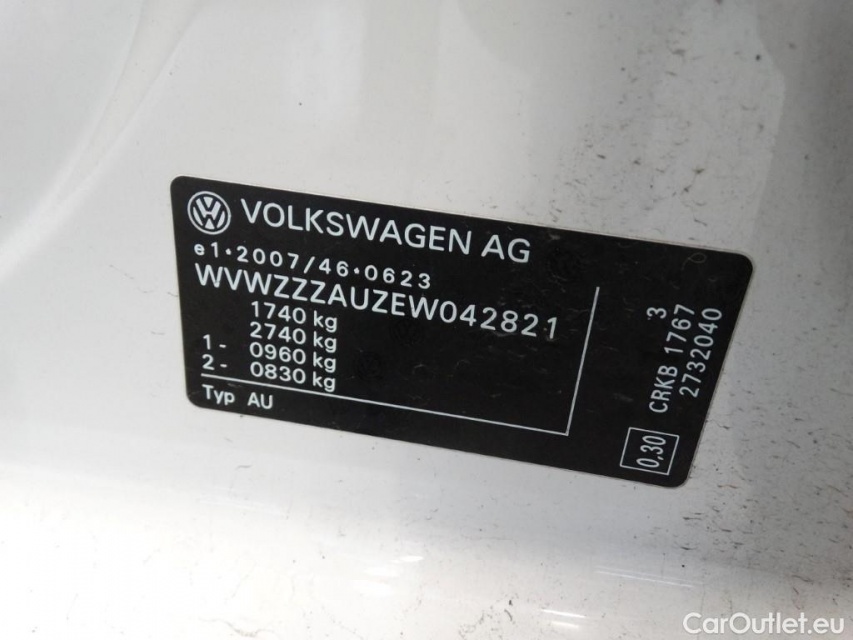 VOLKSWAGEN AG
e1*2007/46*0623
WVWZZZAUZEW042821
1740 kg
2740 kg
1- 0960 kg
2- 0830 kg
Typ AU
3
CRKB 1767
2732040
0,30
CarOutlet.eu